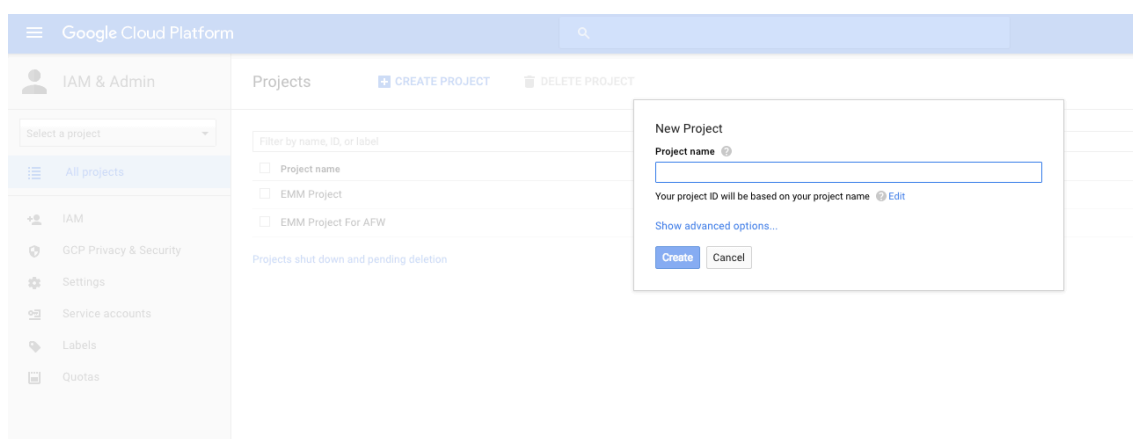 Google Cloud Platform
IAM & Admin
Projects
CREATE PROJECT
DELETE PROJECT
Select a project
All projects
IAM
GCP Privacy & Security
Settings
Service accounts
Labels
Quotas
Filter by name, ID, or label
Project name
EMM Project
EMM Project For AFW
Projects shut down and pending deletion
New Project
Project name
Your project ID will be based on your project name Edit
Show advanced options...
Create Cancel